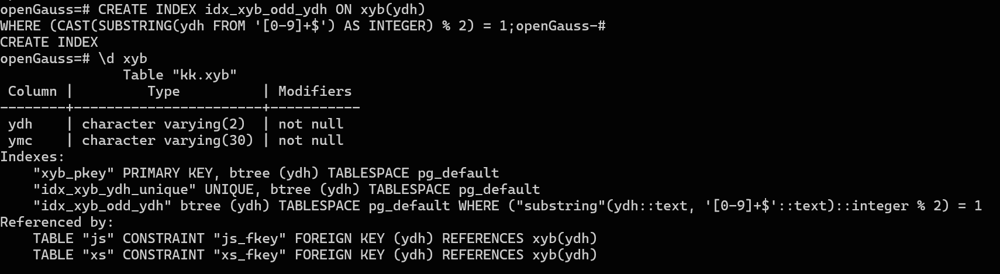 openGauss=# CREATE INDEX idx_xyb_odd_ydh ON xyb(ydh)
WHERE (CAST(SUBSTRING(ydh FROM '[0-9]+$') AS INTEGER) % 2) = 1;openGauss-#
CREATE INDEX
openGauss=# \d xyb
             Table "kk.xyb"
 Column |         Type          | Modifiers
--------+-----------------------+-----------
 ydh    | character varying(2)  | not null
 ymc    | character varying(30) | not null
Indexes:
    "xyb_pkey" PRIMARY KEY, btree (ydh) TABLESPACE pg_default
    "idx_xyb_ydh_unique" UNIQUE, btree (ydh) TABLESPACE pg_default
    "idx_xyb_odd_ydh" btree (ydh) TABLESPACE pg_default WHERE ("substring"(ydh::text, '[0-9]+$'::text)::integer % 2) = 1
Referenced by:
    TABLE "js" CONSTRAINT "js_fkey" FOREIGN KEY (ydh) REFERENCES xyb(ydh)
    TABLE "xs" CONSTRAINT "xs_fkey" FOREIGN KEY (ydh) REFERENCES xyb(ydh)